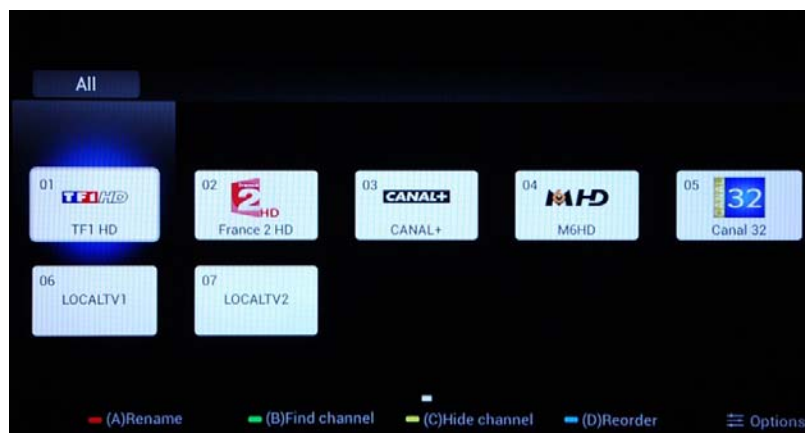 All
01
TF1 HD
TF1 HD
02
france
2
HD
France 2 HD
03
CANAL+
CANAL+
04
M HD
M6HD
05
32
Canal 32
06
LOCALTV1
07
LOCALTV2
(A)Rename
(B)Find channel
(C)Hide channel
(D)Reorder
Options